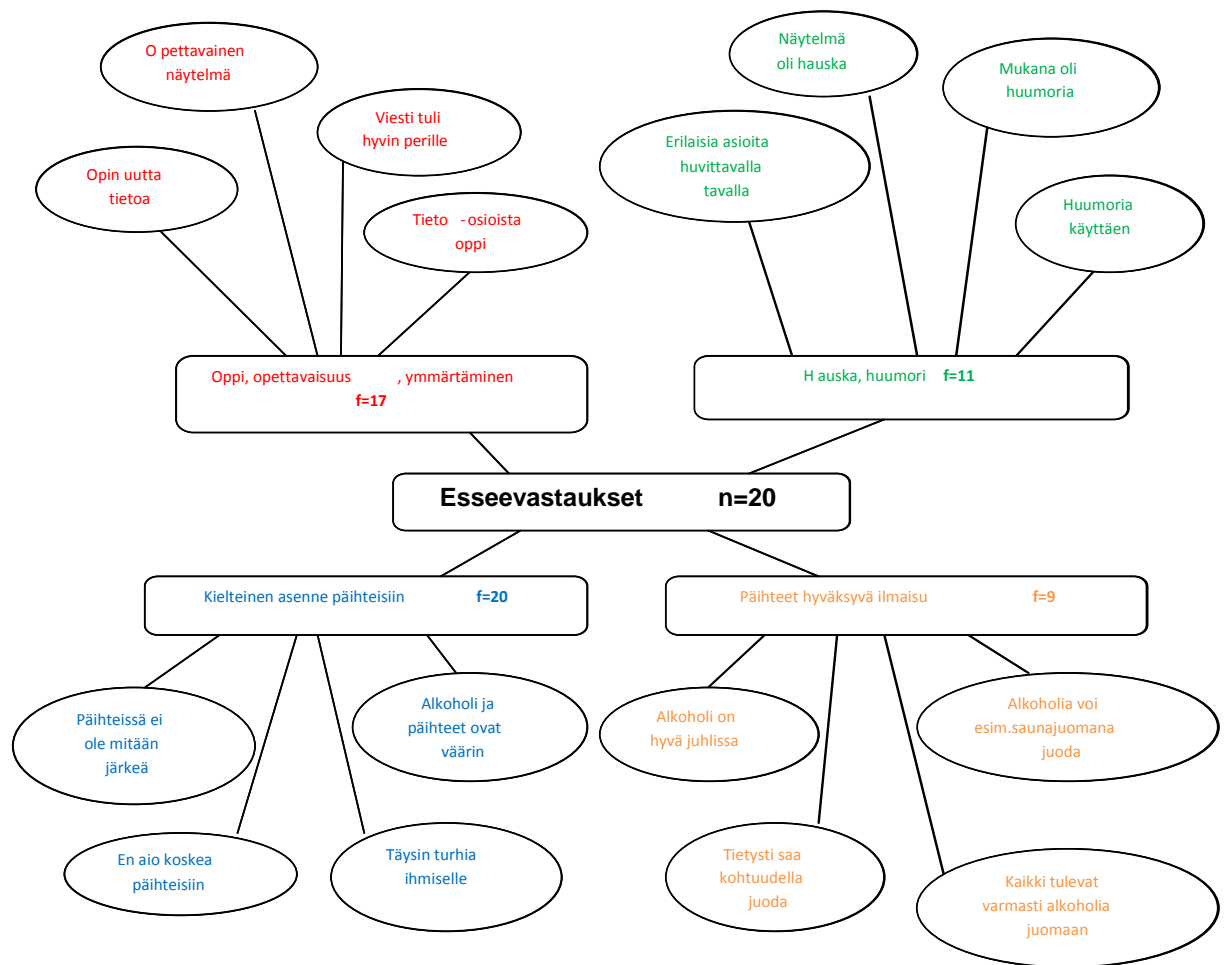 O pettavainen
näytelmä
Viesti tuli
hyvin perille
Opin uutta
tietoa
Tieto -osioista
oppi
Näytelmä
oli hauska
Mukana oli
huumoria
Erilaisia asioita
huvittavalla
tavalla
Huumoria
käyttäen
Oppi, opettavaisuus , ymmärtäminen
f=17
H auska, huumori f=11
Esseevastaukset n=20
Kielteinen asenne päihteisiin f=20
Päihteet hyväksyvä ilmaisu f=9
Päihteissä ei
ole mitään
järkeä
Alkoholi ja
päihteet ovat
väärin
En aio koskea
päihteisiin
Täysin turhia
ihmiselle
Alkoholi on
hyvä juhlissa
Alkoholia voi
esim.saunajuomana
juoda
Tietysti saa
kohtuudella
juoda
Kaikki tulevat
varmasti alkoholia
juomaan